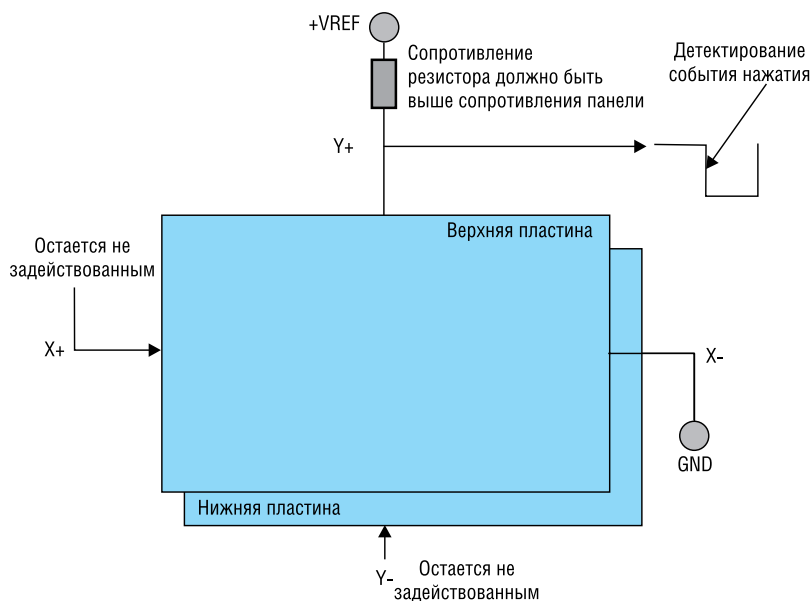 +VREF
Сопротивление
резистора должно быть
выше сопротивления панели
Детектирование
события нажатия
Y+
Верхняя пластина
Остается не
задействованным
X+
X-
GND
Нижняя пластина
Y-
Остается не
задействованным